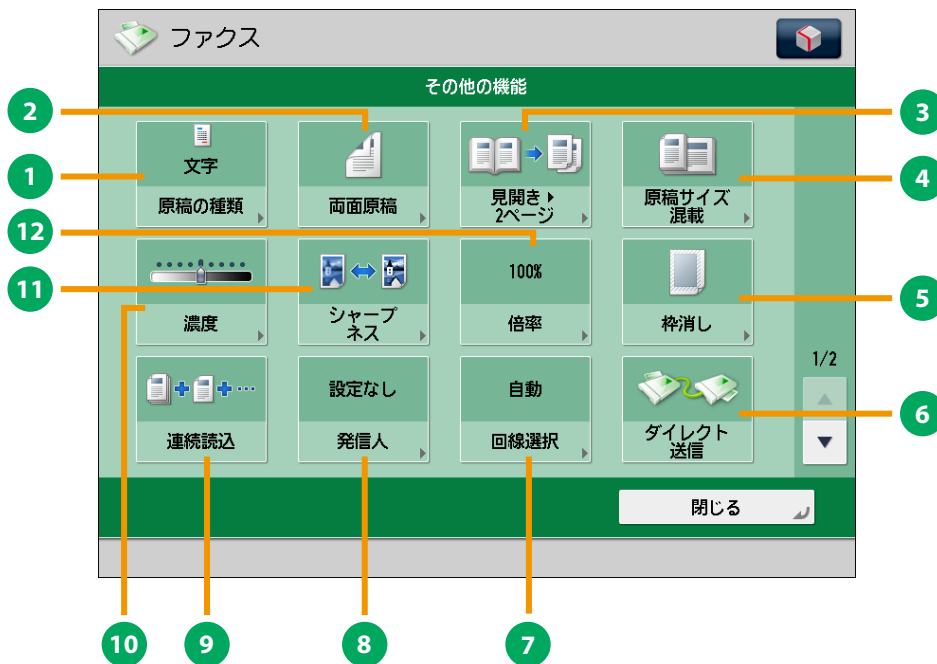 ファクス
その他の機能
2
3
1
文字
原稿の種類
両面原稿
見開き▸
2ページ
原稿サイズ
混載
4
12
11
濃度
シャープ
ネス
100%
倍率
枠消し
5
1/2
連続読込
設定なし
発信人
自動
回線選択
ダイレクト
送信
6
閉じる
10
9
8
7